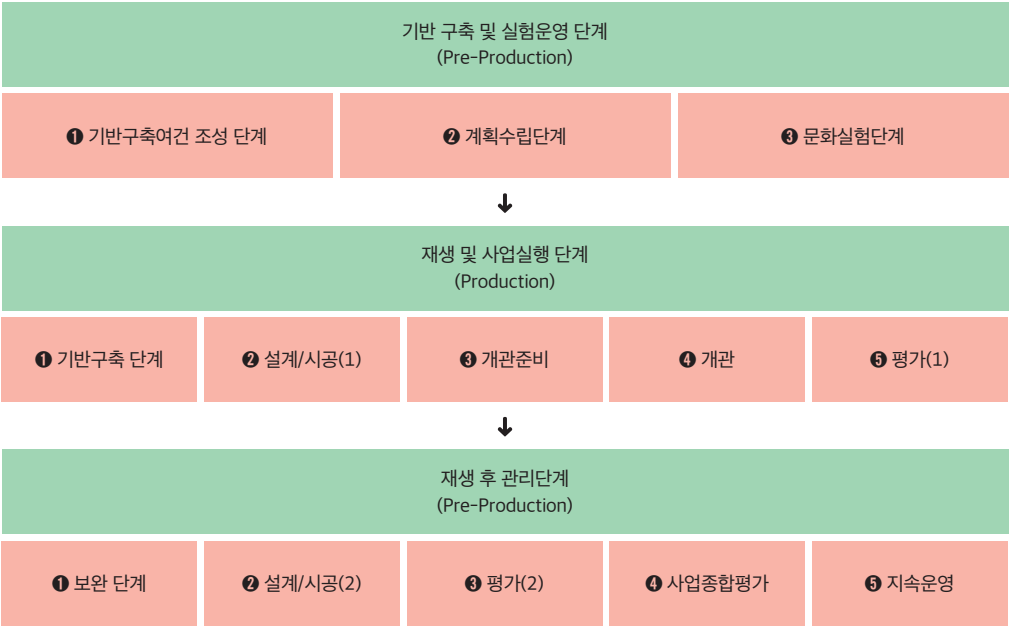 기반 구축 및 실험운영 단계
(Pre-Production)
❶ 기반구축여건 조성 단계
❷ 계획수립단계
❸ 문화실험단계
재생 및 사업실행 단계
(Production)
❶ 기반구축 단계
❷ 설계/시공(1)
❸ 개관준비
❹ 개관
❺ 평가(1)
재생 후 관리단계
(Pre-Production)
❶ 보완 단계
❷ 설계/시공(2)
❸ 평가(2)
❹ 사업종합평가
❺ 지속운영